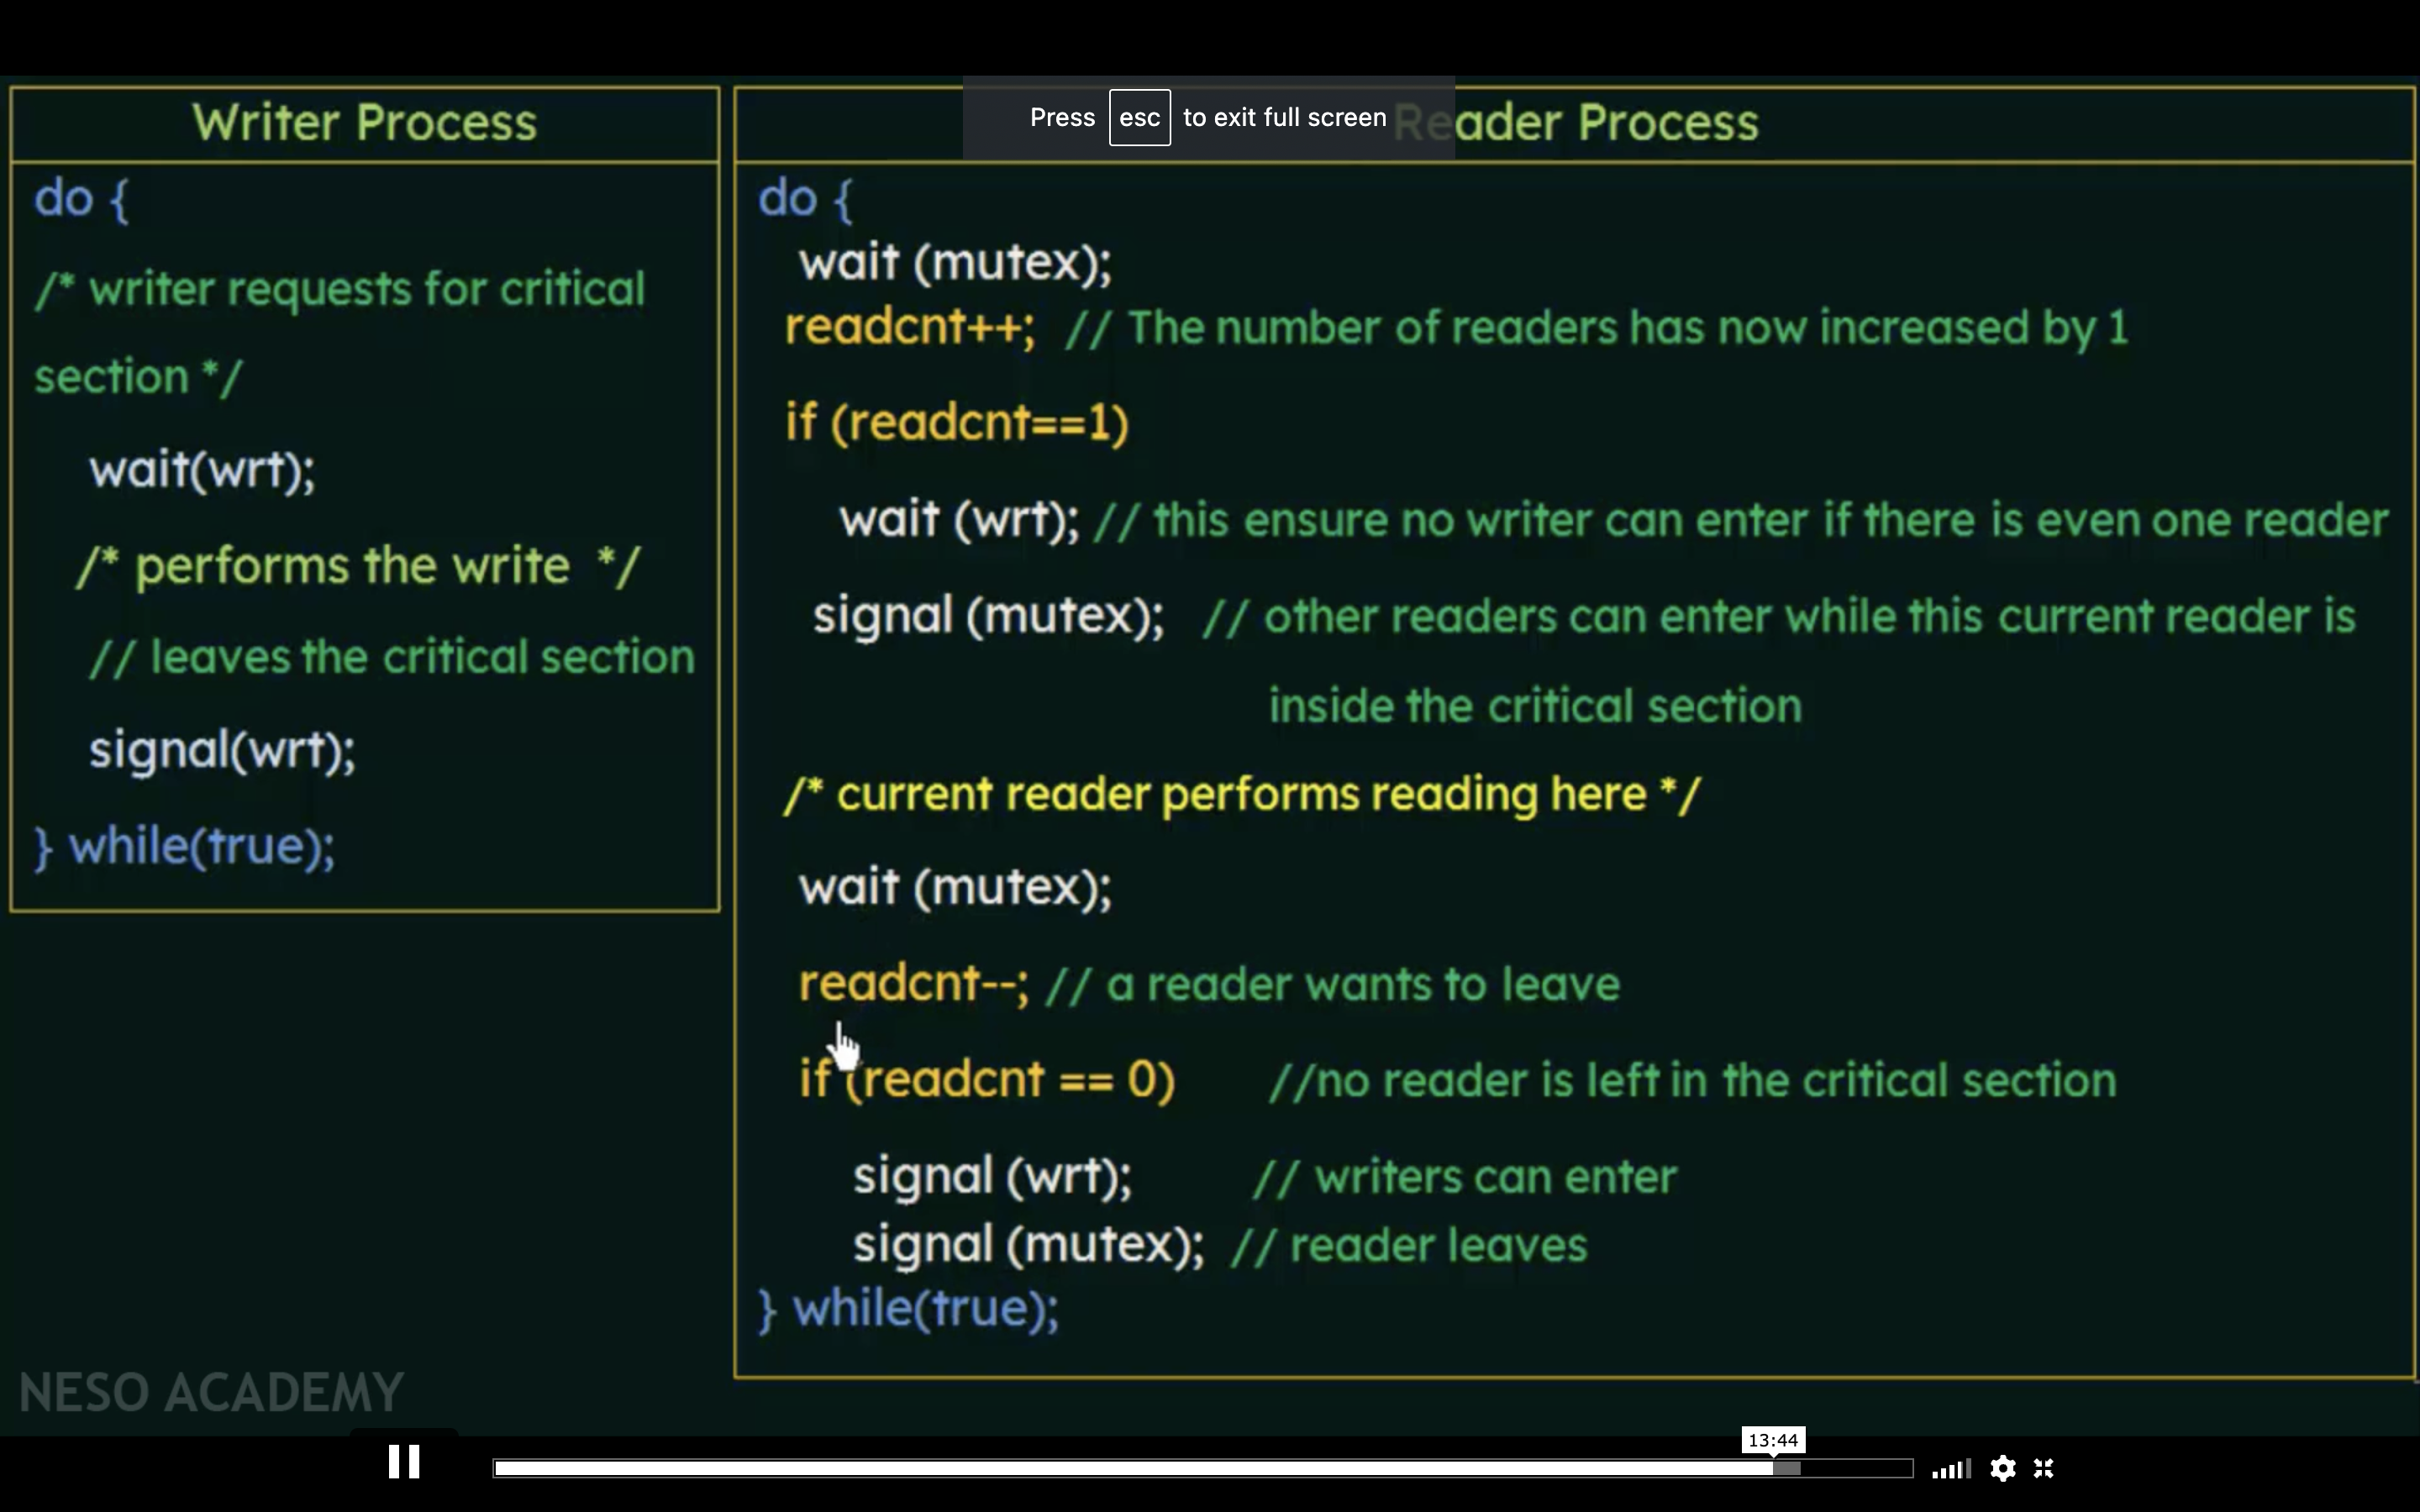 Press esc to exit full screen
Writer Process
do {
/* writer requests for critical
section */
wait(wrt);
/* performs the write */
// leaves the critical section
signal(wrt);
} while(true);
Reader Process
do {
wait (mutex);
readcnt++; // The number of readers has now increased by 1
if (readcnt==1)
wait (wrt); // this ensure no writer can enter if there is even one reader
signal (mutex); // other readers can enter while this current reader is
inside the critical section
/* current reader performs reading here */
wait (mutex);
readcnt--; // a reader wants to leave
if (readcnt == 0) //no reader is left in the critical section
signal (wrt); // writers can enter
signal (mutex); // reader leaves
} while(true);
NESO ACADEMY
13:44